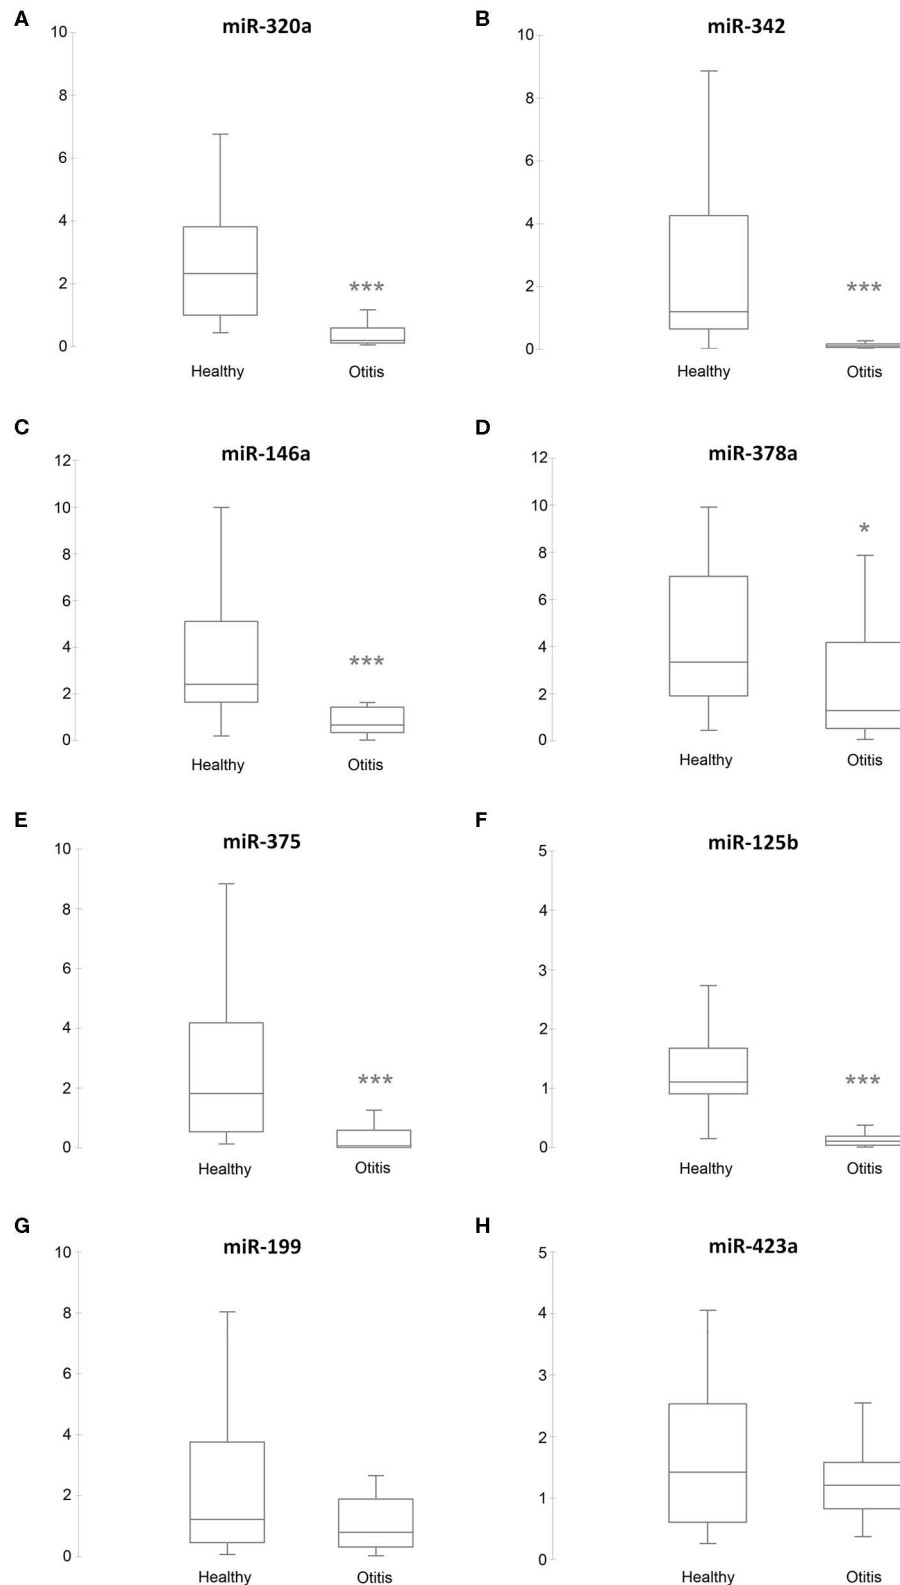 A
miR-320a
10
8
6
4
2
0
***
Healthy
Otitis
B
miR-342
10
8
6
4
2
0
***
Healthy
Otitis
C
miR-146a
12
10
8
6
4
2
0
***
Healthy
Otitis
D
miR-378a
12
10
8
6
4
2
0
*
Healthy
Otitis
E
miR-375
10
8
6
4
2
0
***
Healthy
Otitis
F
miR-125b
5
4
3
2
1
0
***
Healthy
Otitis
G
miR-199
10
8
6
4
2
0
Healthy
Otitis
H
miR-423a
5
4
3
2
1
0
Healthy
Otitis